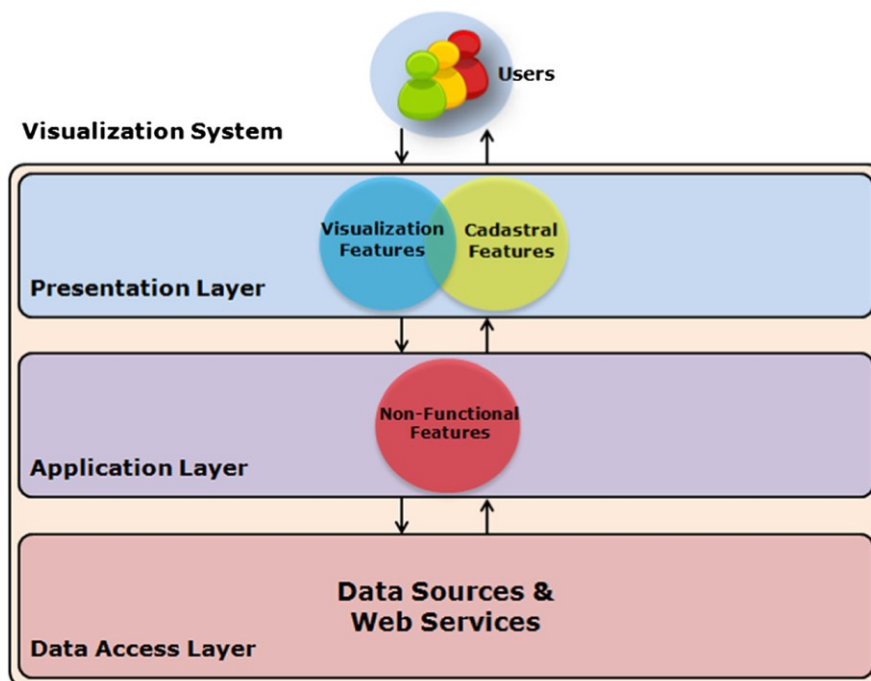 Users
Visualization System
Visualization
Features
Cadastral
Features
Presentation Layer
Non-Functional
Features
Application Layer
Data Sources &
Web Services
Data Access Layer